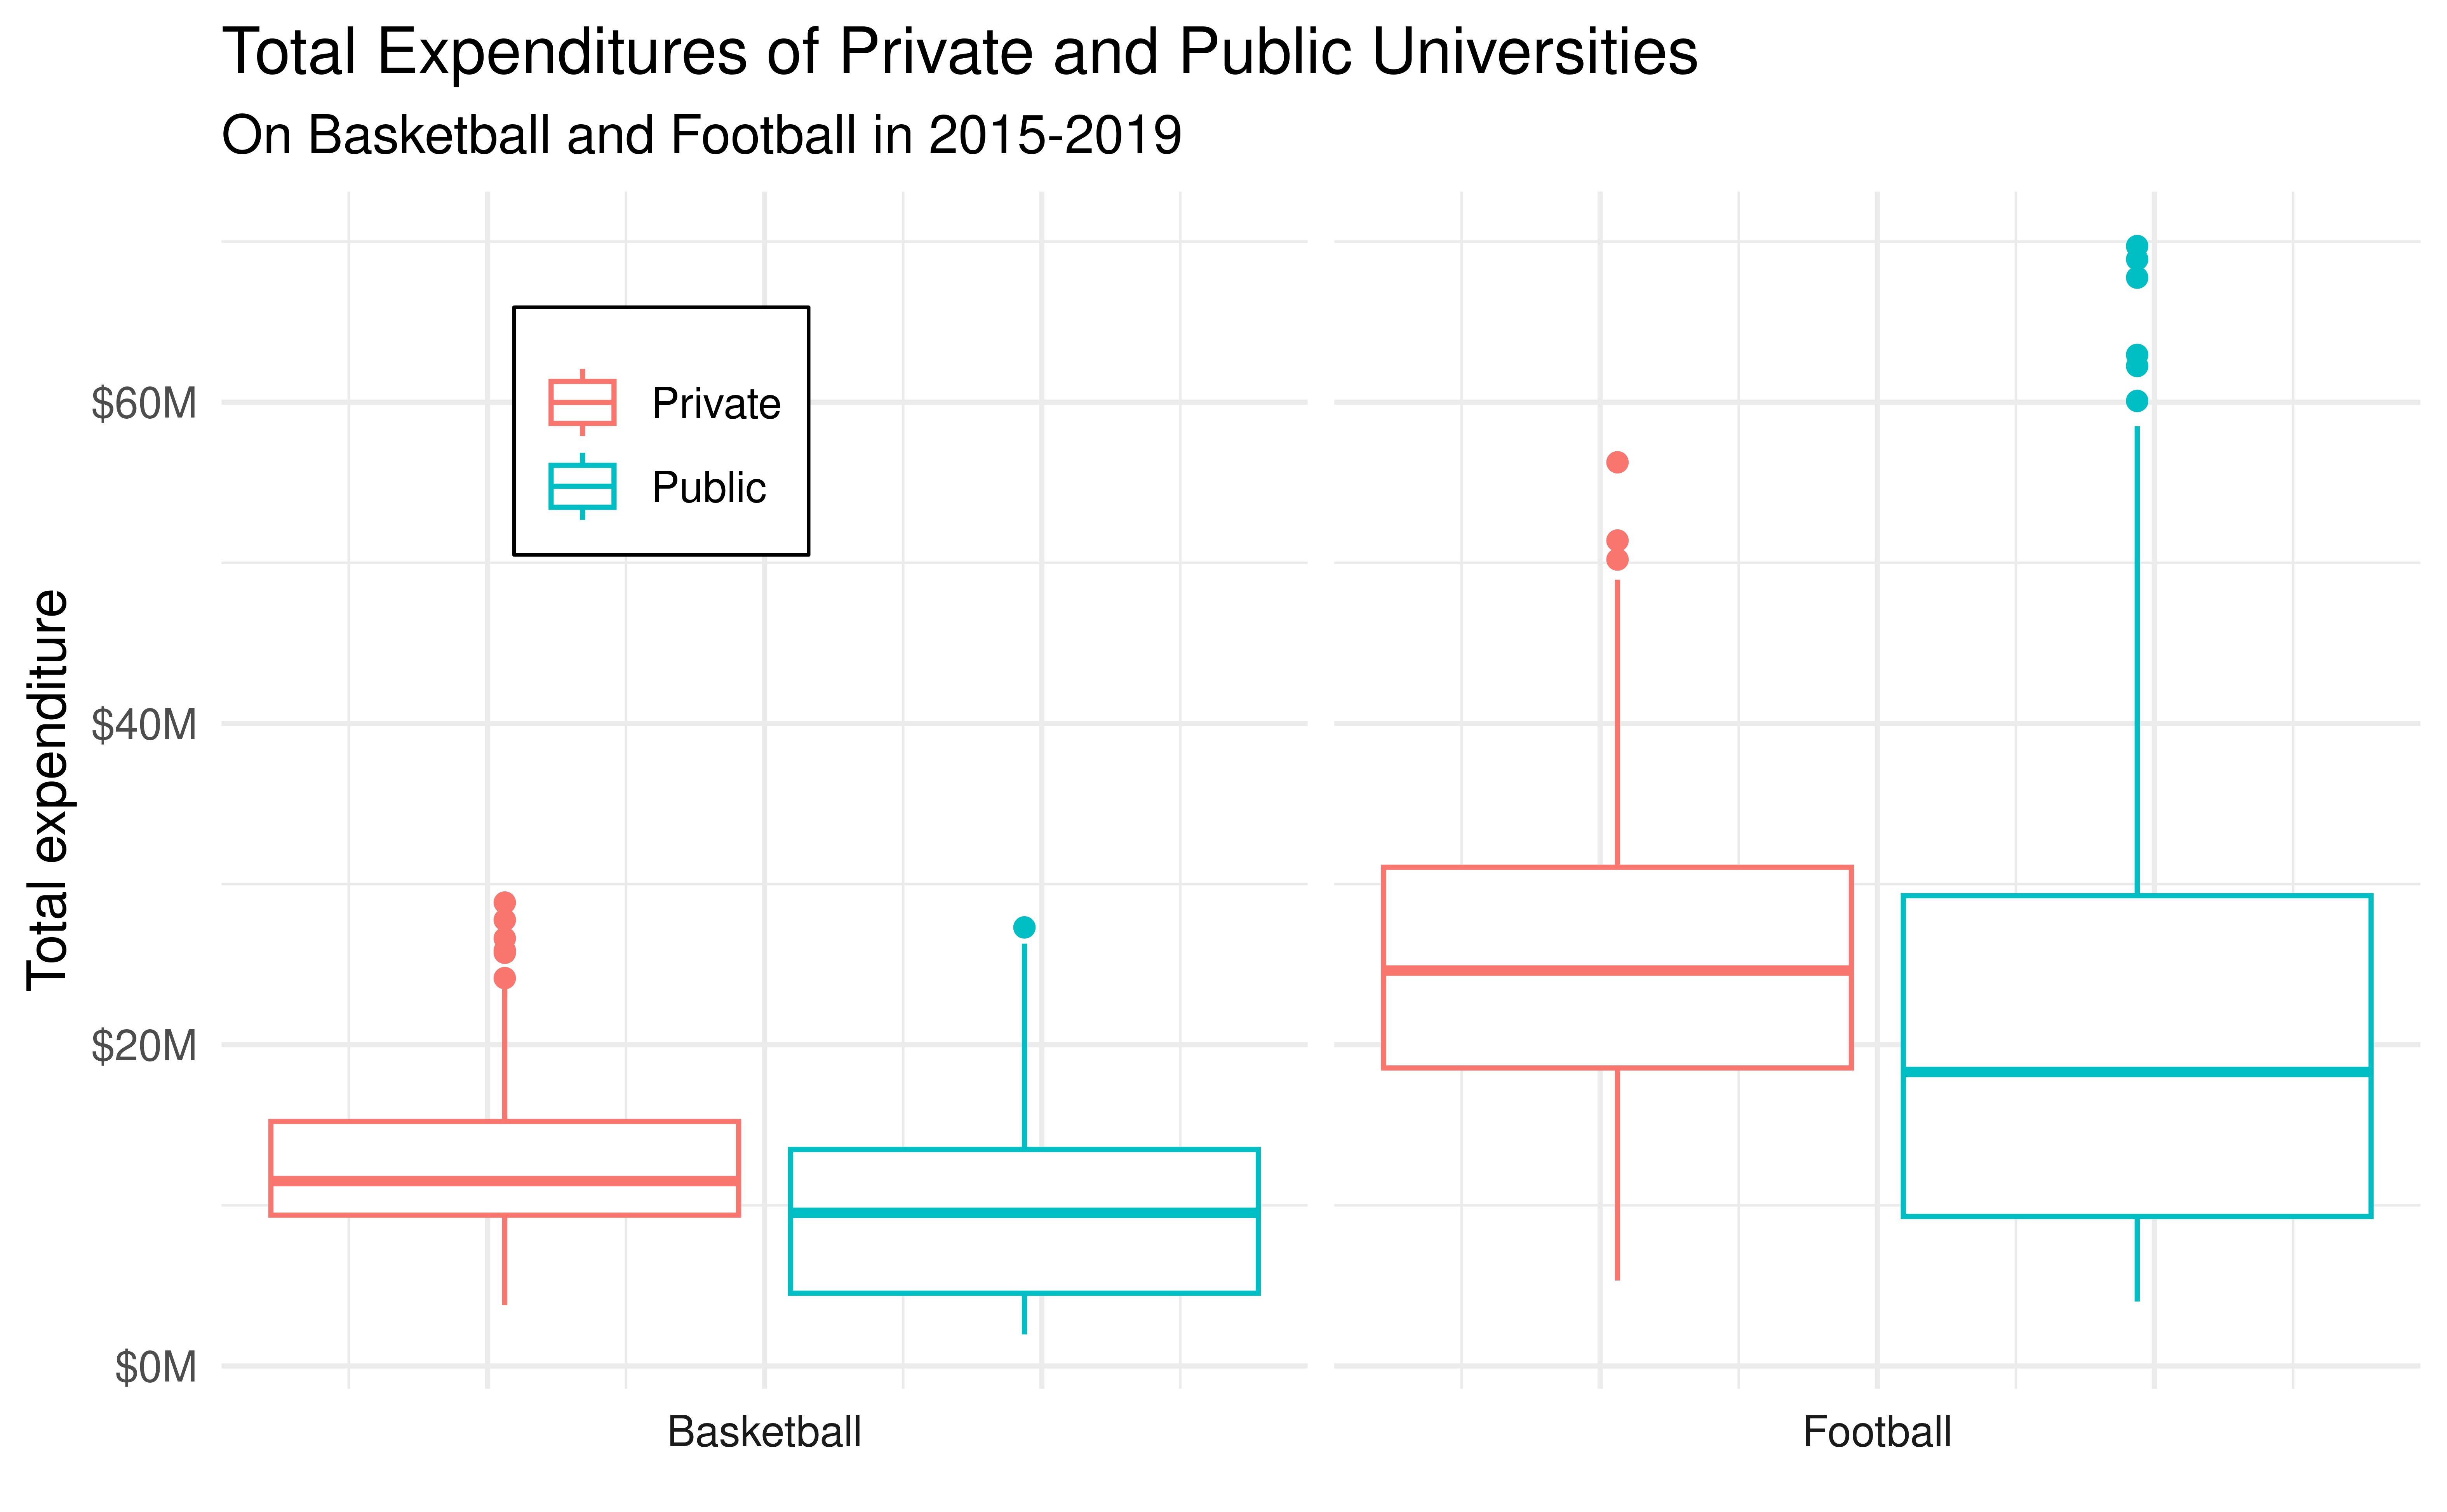 Total Expenditures of Private and Public Universities
On Basketball and Football in 2015-2019
Private
Public
Total expenditure
$60M
$40M
$20M
$0M
Basketball
Football